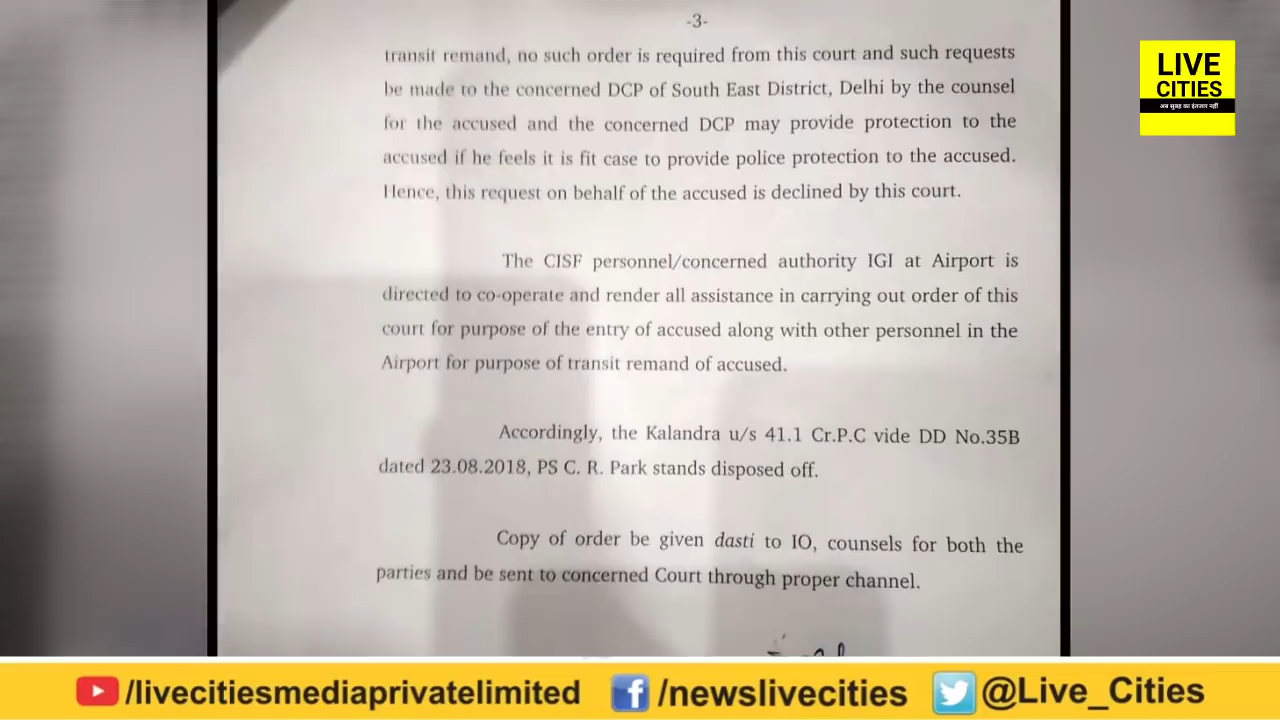 -3-
transit remand, no such order is required from this court and such requests
be made to the concerned DCP of South East District, Delhi by the counsel
for the accused and the concerned DCP may provide protection to the
accused if he feels it is fit case to provide police protection to the accused.
Hence, this request on behalf of the accused is declined by this court.
The CISF personnel/concerned authority IGI at Airport is
directed to co-operate and render all assistance in carrying out order of this
court for purpose of the entry of accused along with other personnel in the
Airport for purpose of transit remand of accused.
Accordingly, the Kalandra u/s 41.1 Cr.P.C vide DD No.35B
dated 23.08.2018, PS C. R. Park stands disposed off.
Copy of order be given dasti to IO, counsels for both the
parties and be sent to concerned Court through proper channel.
LIVE
CITIES
अब सुबह का इंतजार नहीं
/livecitiesmediaprivatelimited
/newslivecities
@Live_Cities